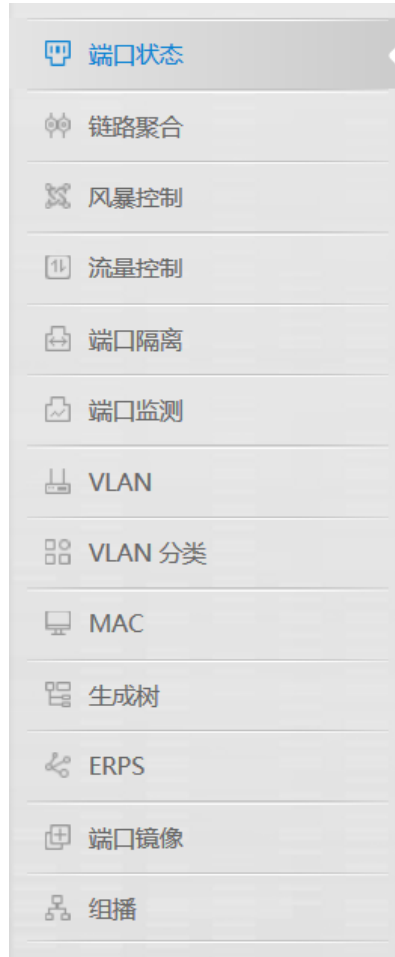 端口状态
链路聚合
风暴控制
流量控制
端口隔离
端口监测
VLAN
VLAN 分类
MAC
生成树
ERPS
端口镜像
组播